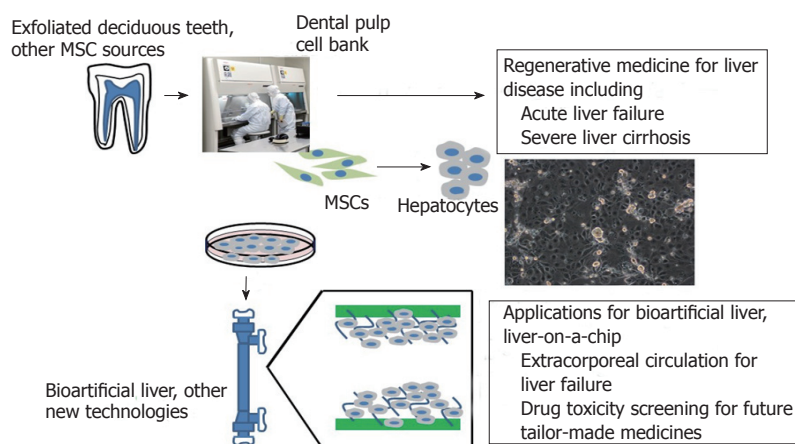 Exfoliated deciduous teeth,
other MSC sources
Dental pulp
cell bank
Regenerative medicine for liver
disease including
Acute liver failure
Severe liver cirrhosis
MSCs
Hepatocytes
Bioartificial liver, other
new technologies
Applications for bioartificial liver,
liver-on-a-chip
Extracorporeal circulation for
liver failure
Drug toxicity screening for future
tailor-made medicines